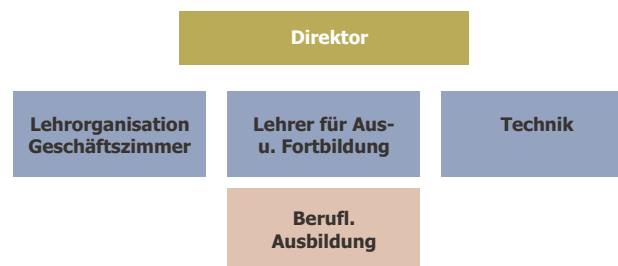 Direktor
Lehrorganisation
Geschäftszimmer
Lehrer für Aus-
u. Fortbildung
Technik
Berufl.
Ausbildung